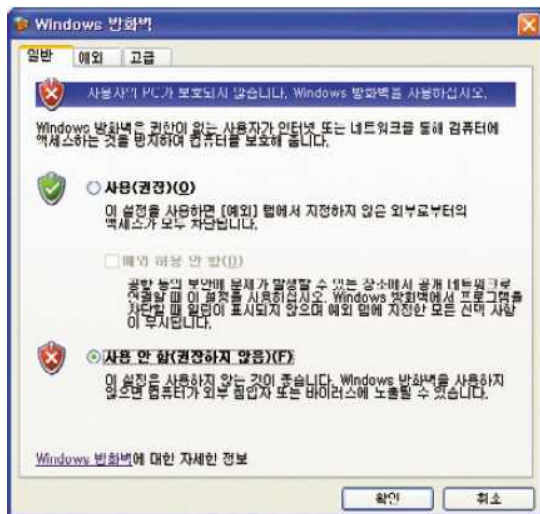 Windows 방화벽
일반 예외 고급
사용자의 PC가 보호되지 않습니다. Windows 방화벽을 사용하십시오.
Windows 방화벽은 권한이 없는 사용자가 인터넷 또는 네트워크를 통해 컴퓨터에
액세스하는 것을 방지하여 컴퓨터를 보호해 줍니다.
사용(권장)(O)
이 설정을 사용하면 [예외] 탭에서 지정하지 않은 외부로부터의
액세스가 모두 차단됩니다.
예외 허용 안 함(D)
공항 등의 보안에 문제가 발생할 수 있는 장소에서 공개 네트워크로
연결할 때 이 설정을 사용하십시오. Windows 방화벽에서 프로그램을
차단할 때 알림이 표시되지 않으며 예외 탭에 지정한 모든 선택 사항
이 무시됩니다.
사용 안 함(권장하지 않음)(F)
이 설정은 사용하지 않는 것이 좋습니다. Windows 방화벽을 사용하지
않으면 컴퓨터가 외부 침입자 또는 바이러스에 노출될 수 있습니다.
Windows 방화벽에 대한 자세한 정보
확인 취소